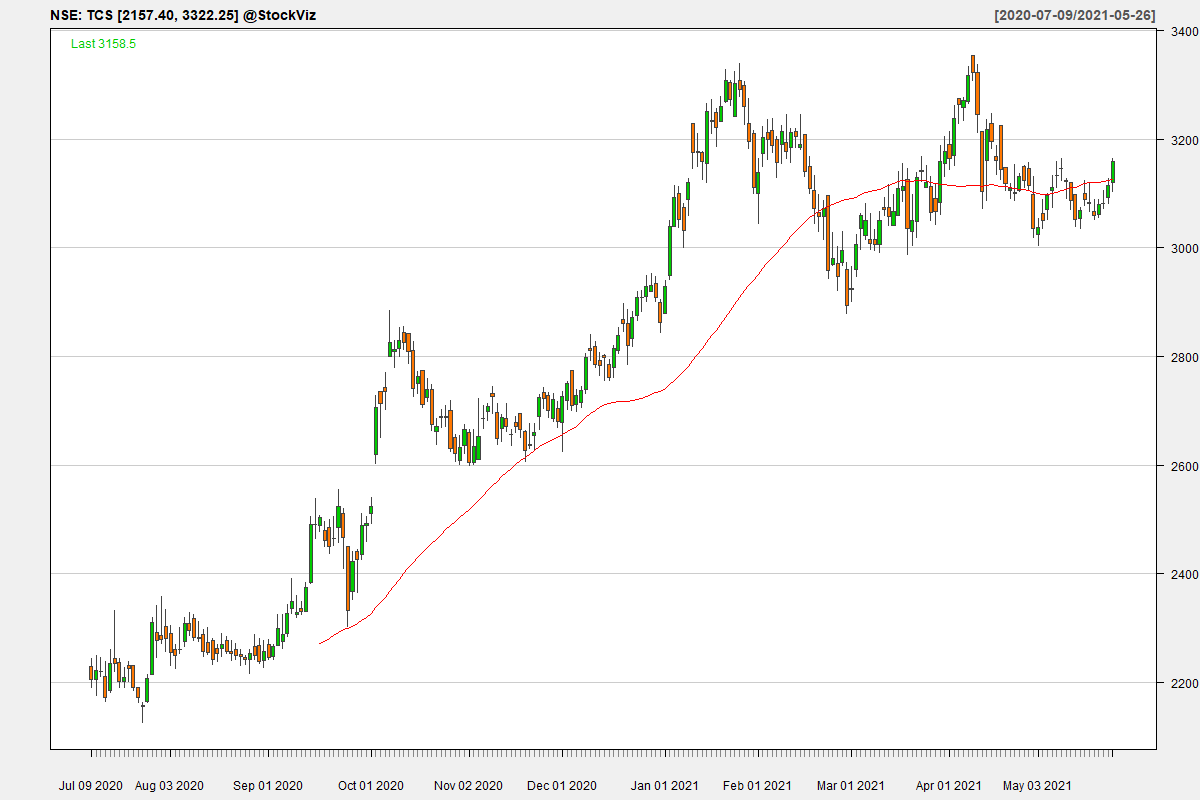 NSE: TCS [2157.40, 3322.25] @StockViz
[2020-07-09/2021-05-26]
Last 3158.5
3400
3200
3000
2800
2600
2400
2200
Jul 09 2020 Aug 03 2020 Sep 01 2020 Oct 01 2020 Nov 02 2020 Dec 01 2020 Jan 01 2021 Feb 01 2021 Mar 01 2021 Apr 01 2021 May 03 2021